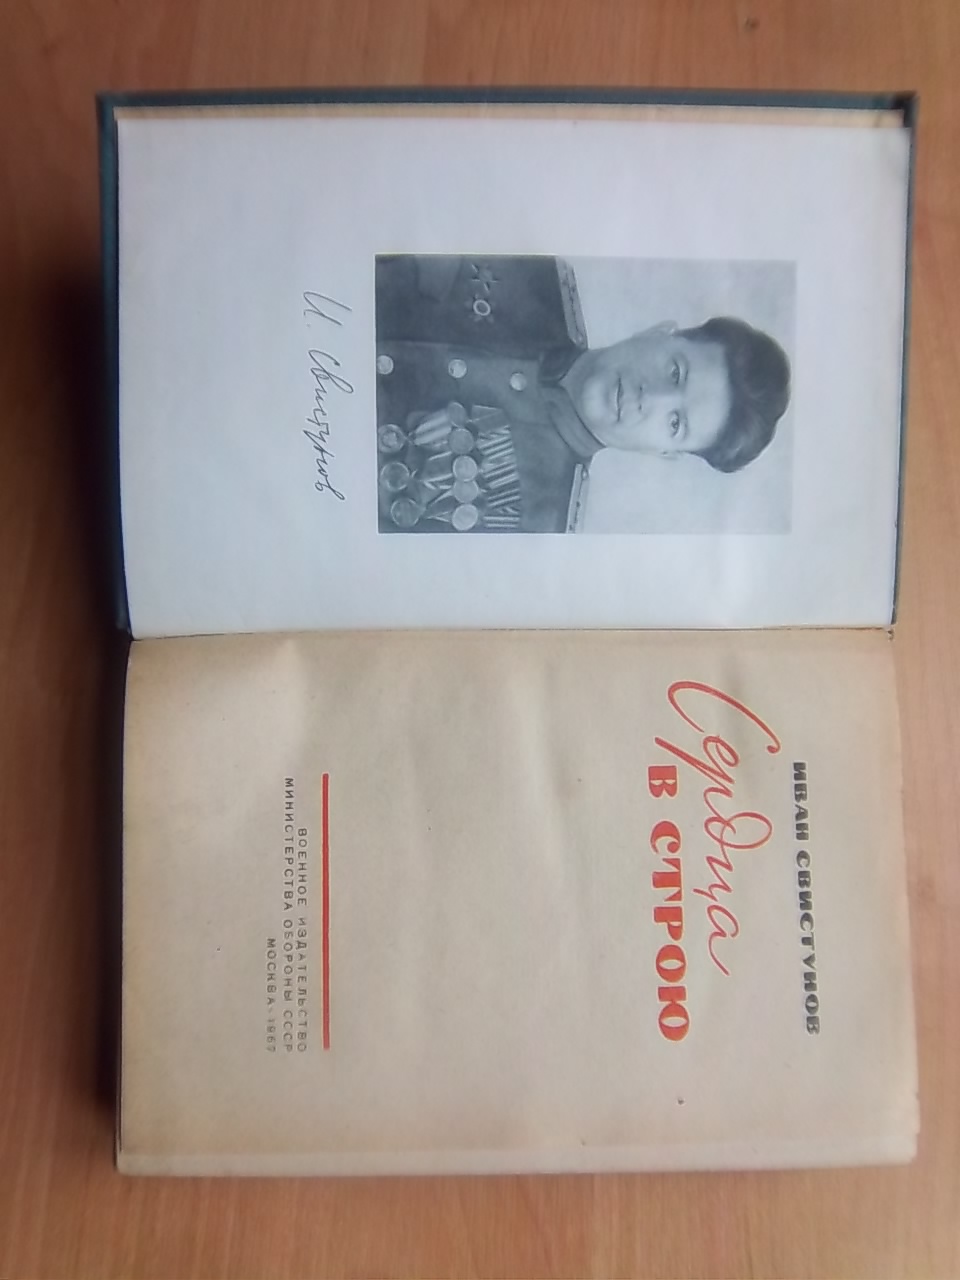 И. Свистунов
ИВАН СВИСТУНОВ
Сердца
В СТРОЮ
ВОЕННОЕ ИЗДАТЕЛЬСТВО
МИНИСТЕРСТВА ОБОРОНЫ СССР
МОСКВА - 1967